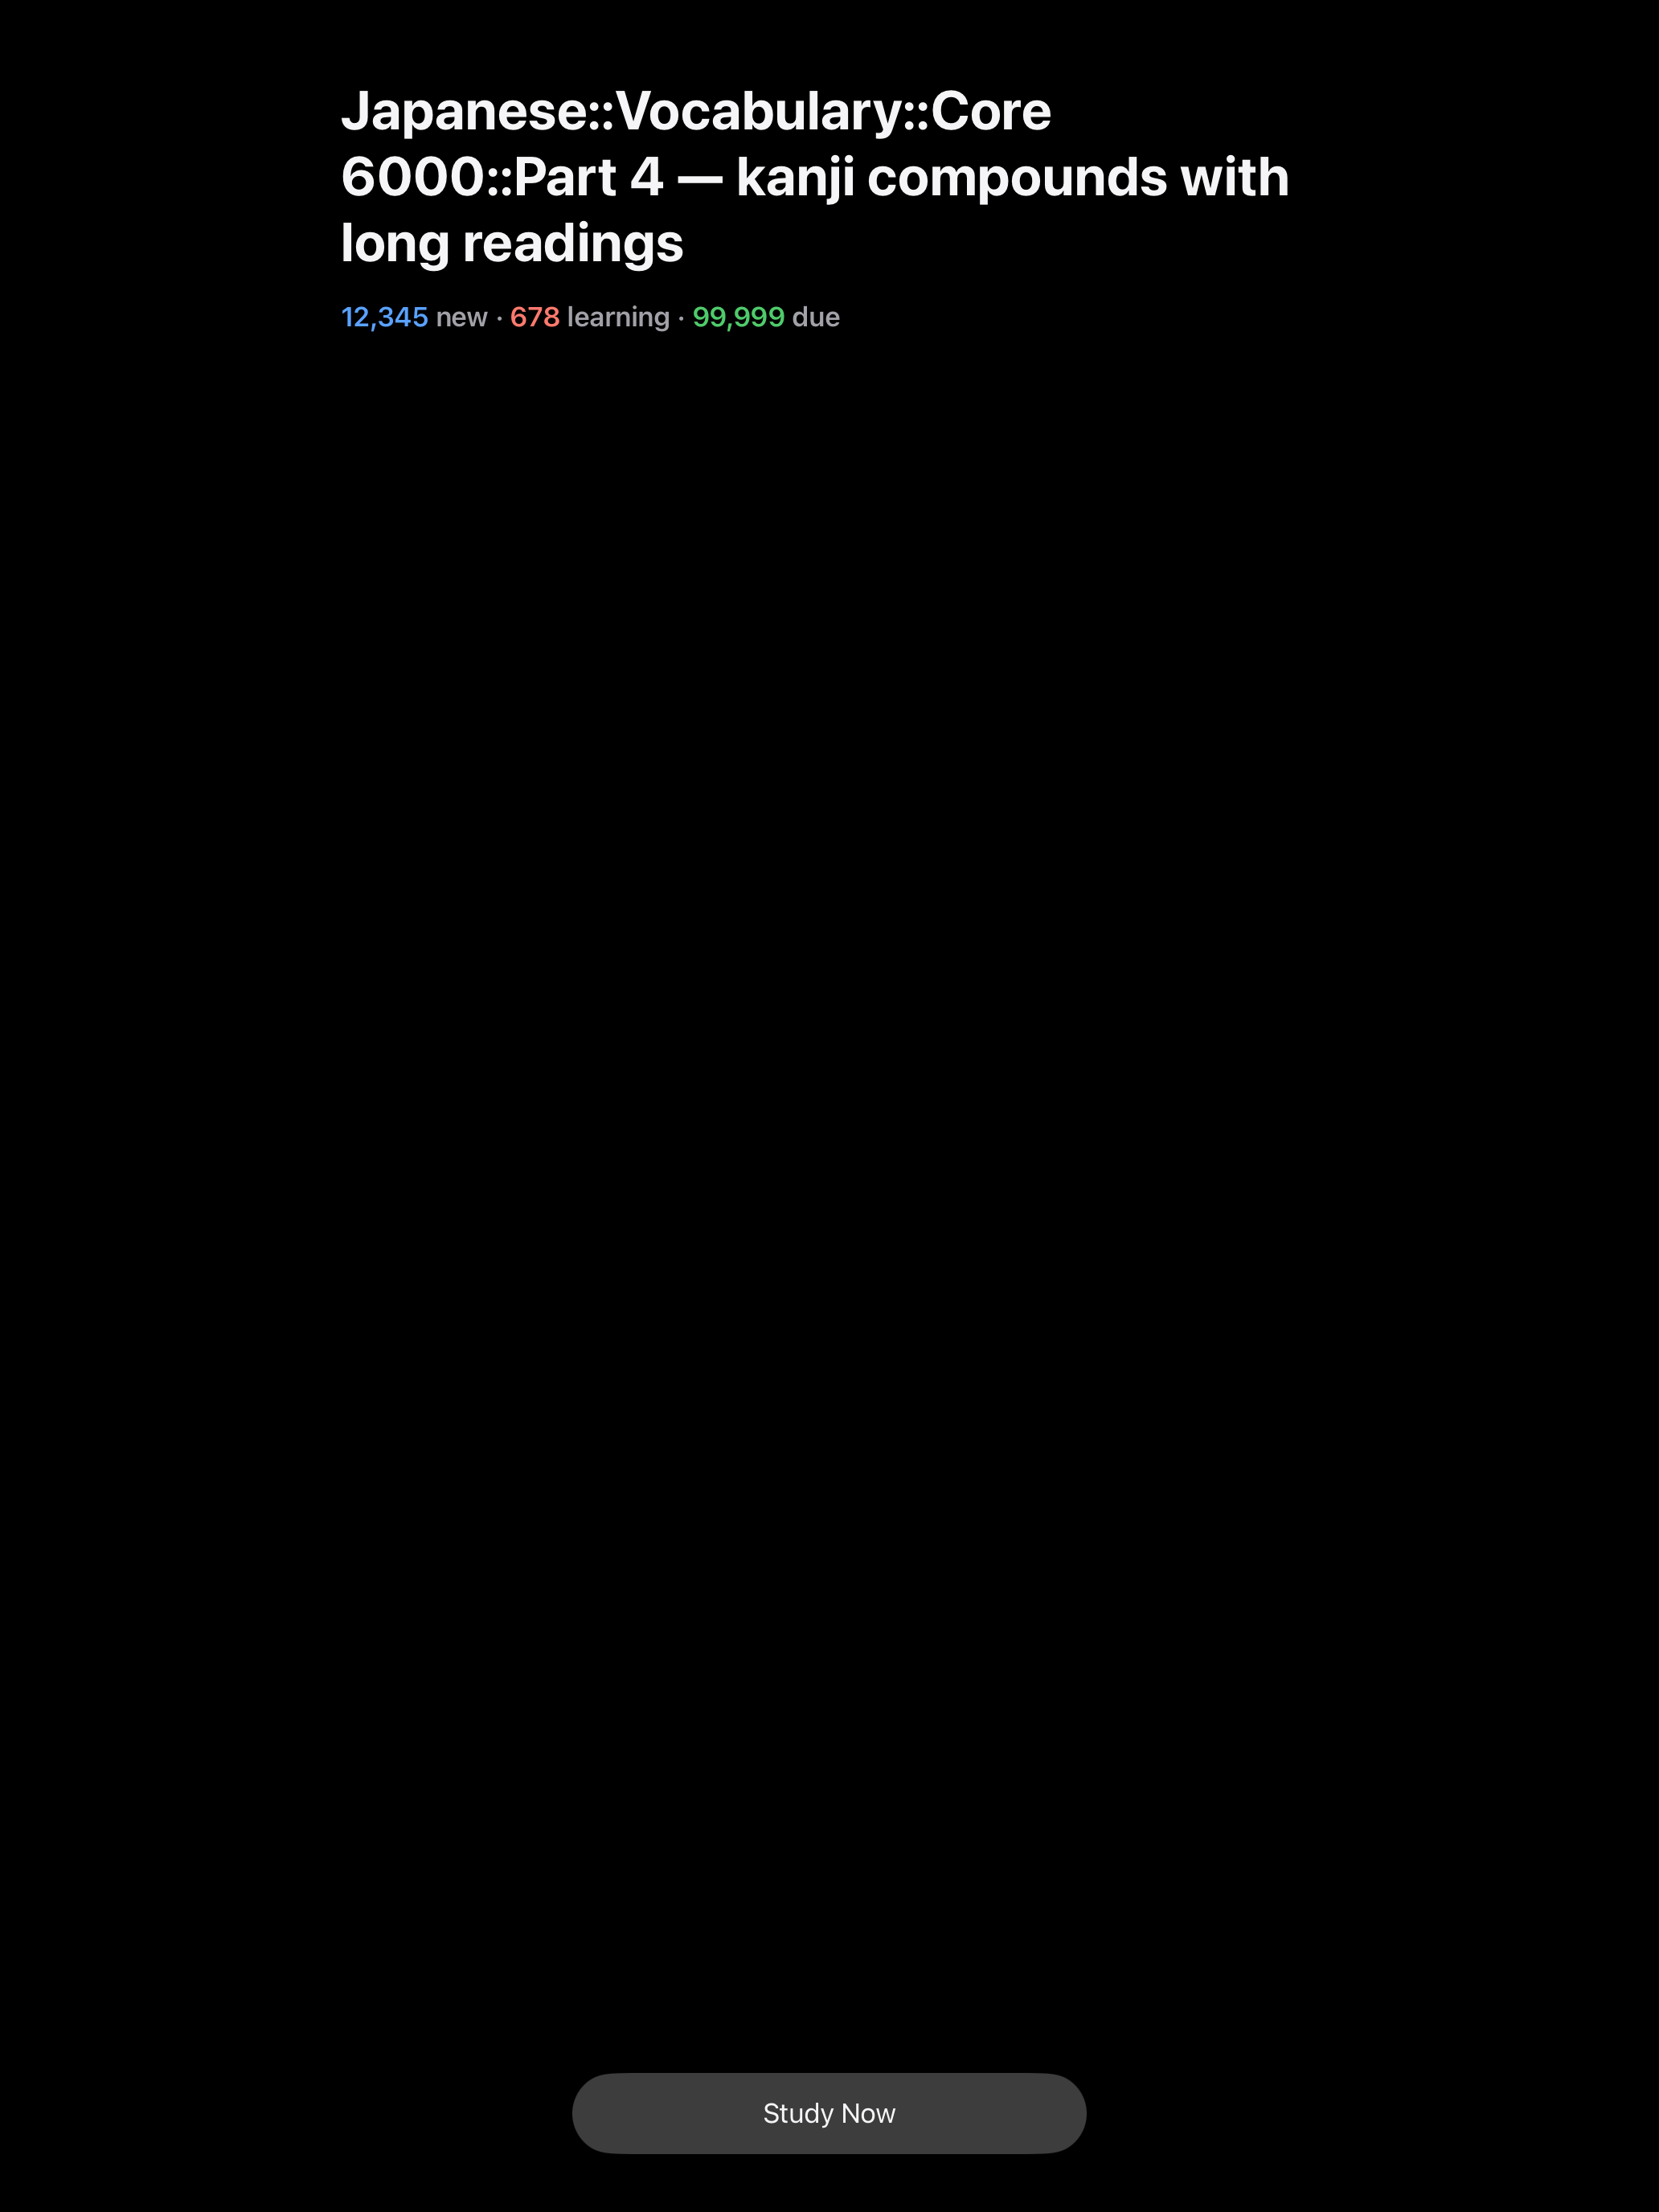 Japanese::Vocabulary::Core
6000::Part 4 — kanji compounds with
long readings
12,345 new · 678 learning · 99,999 due
Study Now